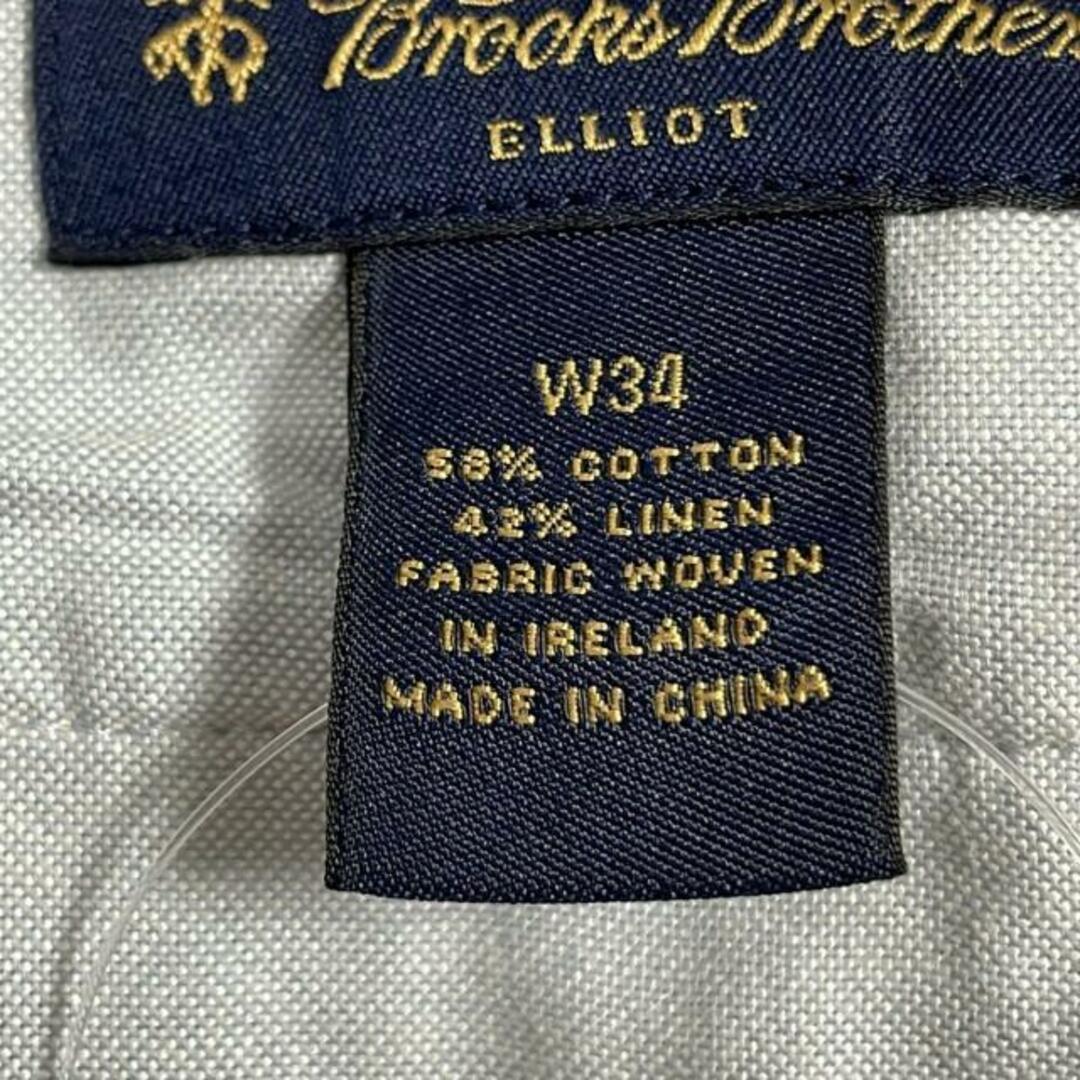 Brooks Brothers
ELLIOT
W34
58% COTTON
42% LINEN
FABRIC WOVEN
IN IRELAND
MADE IN CHINA